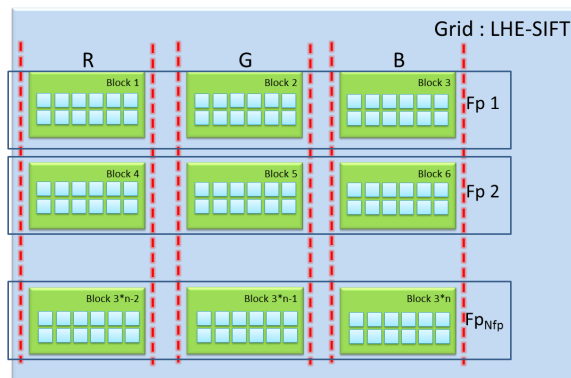 Grid : LHE-SIFT
R G B
Block 1 Block 2 Block 3
Fp 1
Block 4 Block 5 Block 6
Fp 2
Block 3*n-2 Block 3*n-1 Block 3*n
Fp_Nfp